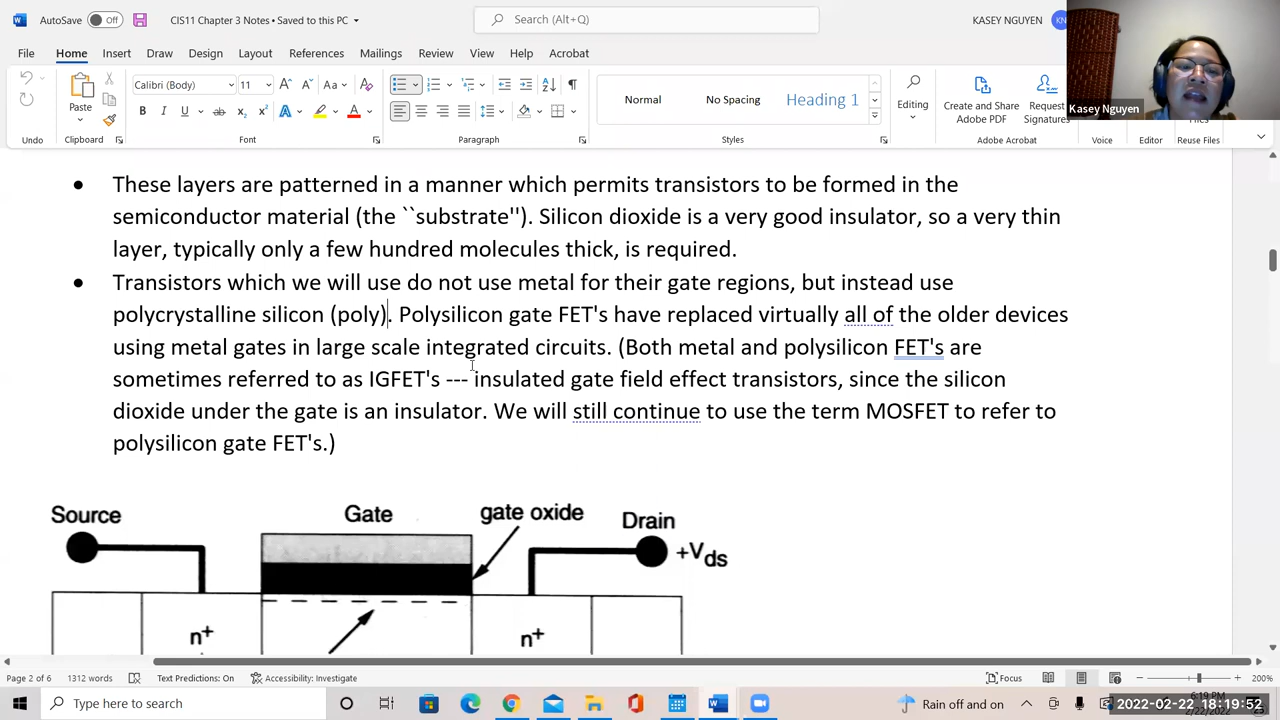 AutoSave Off CIS11 Chapter 3 Notes • Saved to this PC Search (Alt+Q) KASEY NGUYEN KN
File Home Insert Draw Design Layout References Mailings Review View Help Acrobat
Kasey Nguyen
Paste Calibri (Body) 11 Aa Normal No Spacing Heading 1 Editing Create and Share Adobe PDF Request Signatures Files
Undo Clipboard Font Paragraph Styles Adobe Acrobat Voice Editor Reuse Files
These layers are patterned in a manner which permits transistors to be formed in the
semiconductor material (the ``substrate''). Silicon dioxide is a very good insulator, so a very thin
layer, typically only a few hundred molecules thick, is required.
Transistors which we will use do not use metal for their gate regions, but instead use
polycrystalline silicon (poly). Polysilicon gate FET's have replaced virtually all of the older devices
using metal gates in large scale integrated circuits. (Both metal and polysilicon FET's are
sometimes referred to as IGFET's --- insulated gate field effect transistors, since the silicon
dioxide under the gate is an insulator. We will still continue to use the term MOSFET to refer to
polysilicon gate FET's.)
Source Gate gate oxide Drain
+Vds
n+ n+
Page 2 of 6 1312 words Text Predictions: On Accessibility: Investigate Focus 200%
Type here to search Rain off and on 6:19 PM
2022-02-22 18:19:52